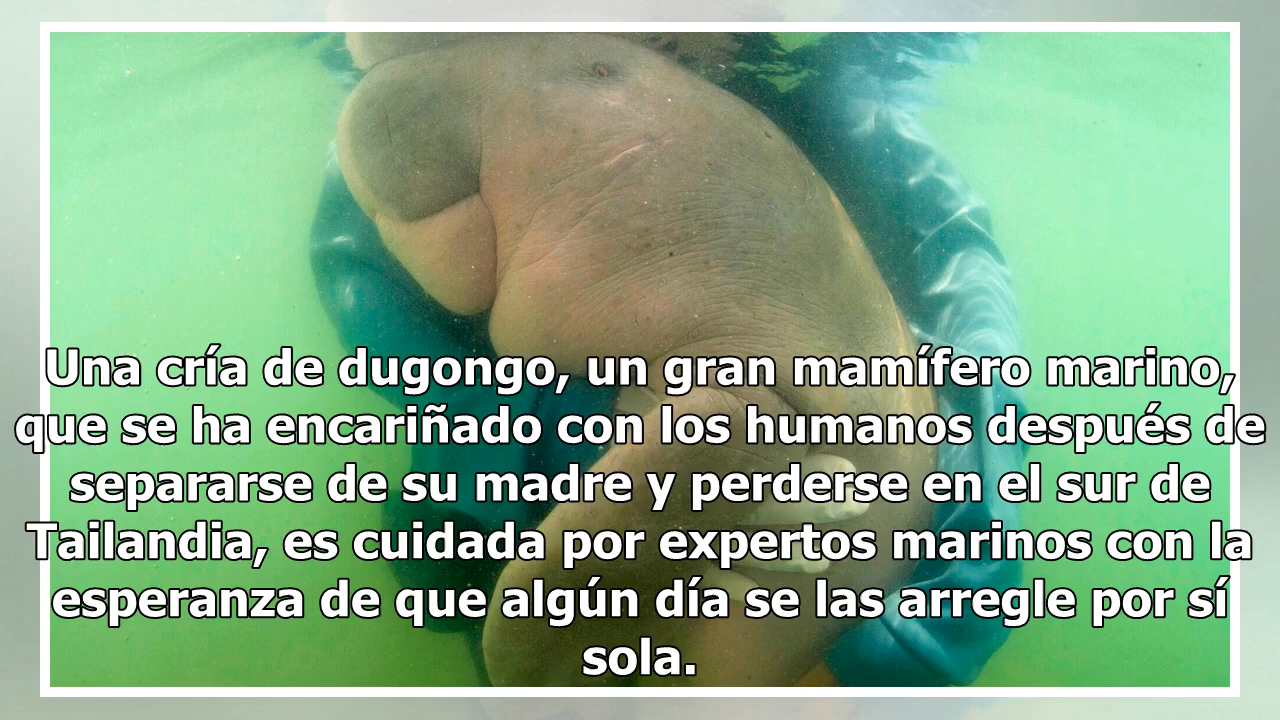 Una cría de dugongo, un gran mamífero marino,
que se ha encariñado con los humanos después de
separarse de su madre y perderse en el sur de
Tailandia, es cuidada por expertos marinos con la
esperanza de que algún día se las arregle por sí
sola.